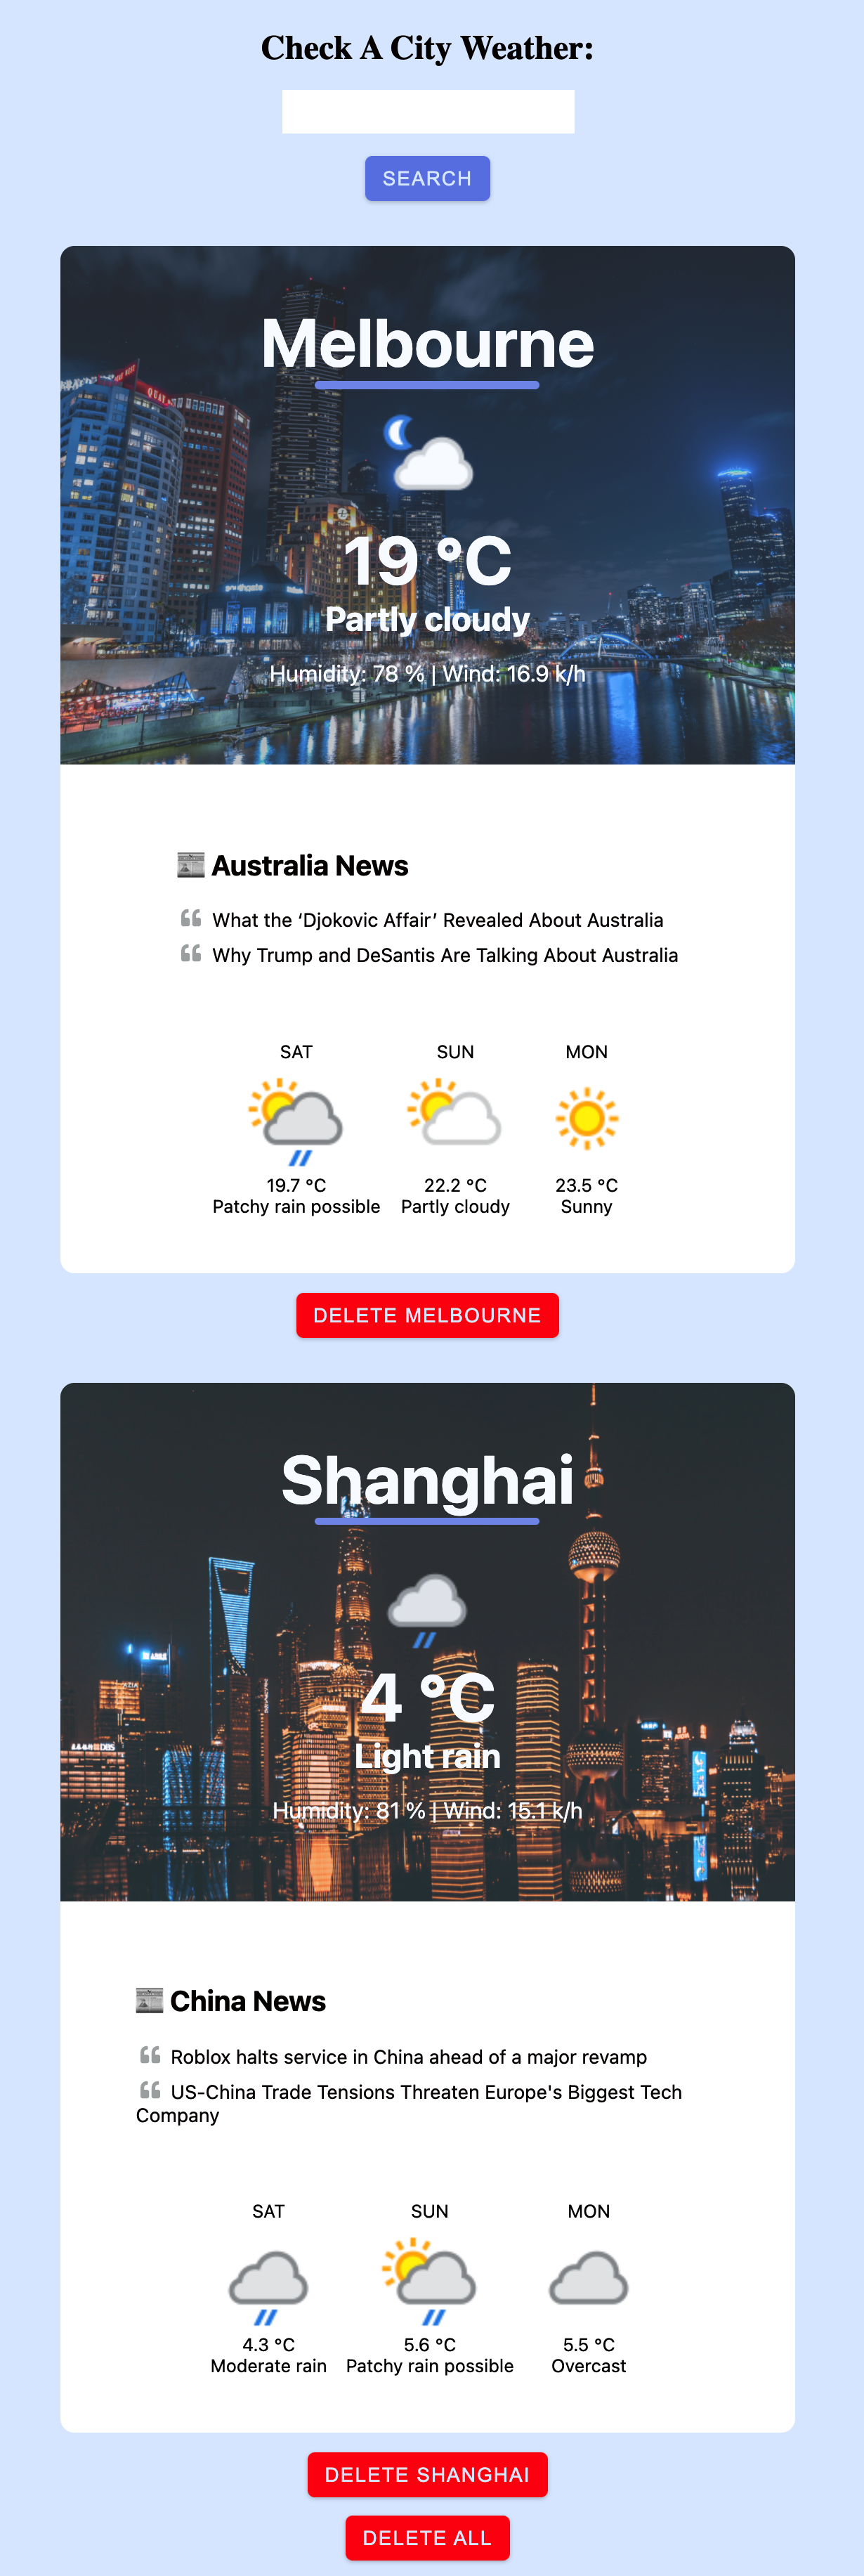 Check A City Weather:
SEARCH
Melbourne
QUAY
southgate
19 °C
Partly cloudy
Humidity: 78 % | Wind: 16.9 k/h
Australia News
What the ‘Djokovic Affair’ Revealed About Australia
Why Trump and DeSantis Are Talking About Australia
SAT SUN MON
19.7 °C 22.2 °C 23.5 °C
Patchy rain possible Partly cloudy Sunny
DELETE MELBOURNE
Shanghai
4 °C
Light rain
DBS
Humidity: 81 % | Wind: 15.1 k/h
China News
Roblox halts service in China ahead of a major revamp
US-China Trade Tensions Threaten Europe's Biggest Tech
Company
SAT SUN MON
4.3 °C 5.6 °C 5.5 °C
Moderate rain Patchy rain possible Overcast
DELETE SHANGHAI
DELETE ALL